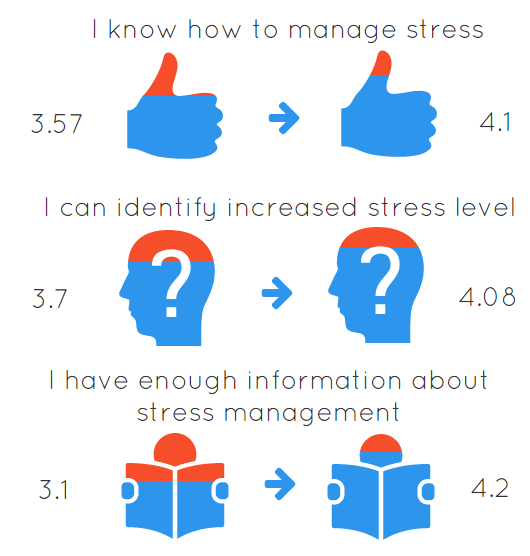 I know how to manage stress
3.57
4.1
I can identify increased stress level
?
?
3.7
4.08
I have enough information about
stress management
3.1
4.2